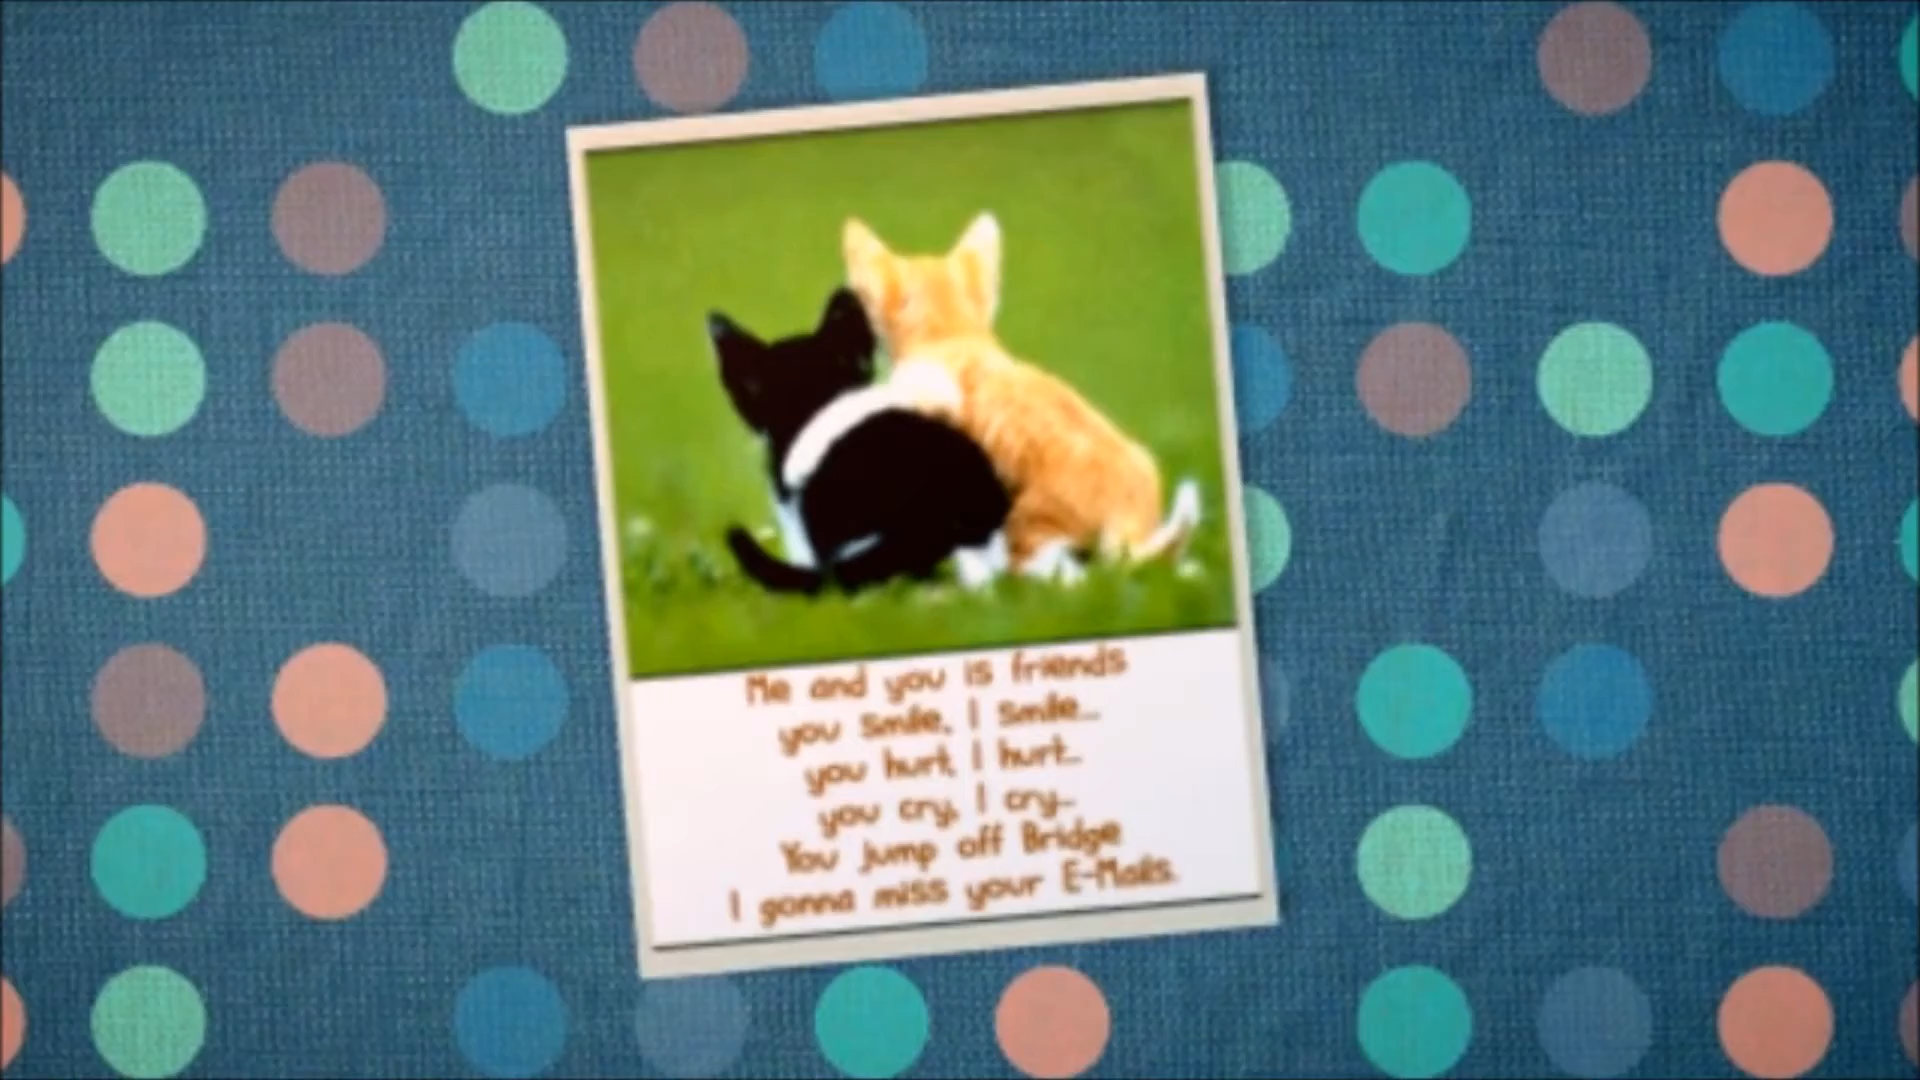 Me and you is friends
you smile, I smile...
you hurt, I hurt...
you cry, I cry...
You jump off Bridge
I gonna miss your E-Mails.